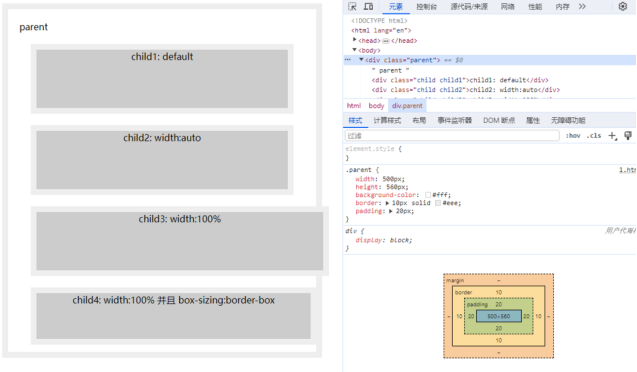 parent
child1: default
child2: width:auto
child3: width:100%
child4: width:100% 并且 box-sizing:border-box
元素 控制台 源代码/来源 网络 性能 内存 >>
<!DOCTYPE html>
<html lang="en">
<head> ⋯ </head>
<body>
⋯ <div class="parent"> == $0
" parent "
<div class="child child1">child1: default</div>
<div class="child child2">child2: width:auto</div>
html body div.parent
样式 计算样式 布局 事件监听器 DOM 断点 属性 无障碍功能
过滤 :hov .cls
element.style {
}
.parent { 1.htm
width: 500px;
height: 560px;
background-color: #fff;
border: 10px solid #eee;
padding: 20px;
}
div { 用户代理
display: block;
}
margin -
border 10
padding 20
- 10 20 500×560 20 10 -
20
10
-